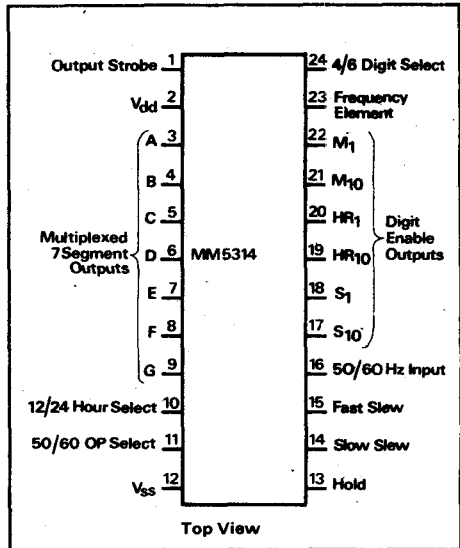 Output Strobe 1
Vdd 2
A 3
B 4
C 5
D 6
E 7
F 8
G 9
Multiplexed
7Segment
Outputs
12/24 Hour Select 10
50/60 OP Select 11
Vss 12
MM5314
24 4/6 Digit Select
23 Frequency
Element
22 M1
21 M10
20 HR1
19 HR10
18 S1
17 S10
Digit
Enable
Outputs
16 50/60 Hz Input
15 Fast Slew
14 Slow Slew
13 Hold
Top View